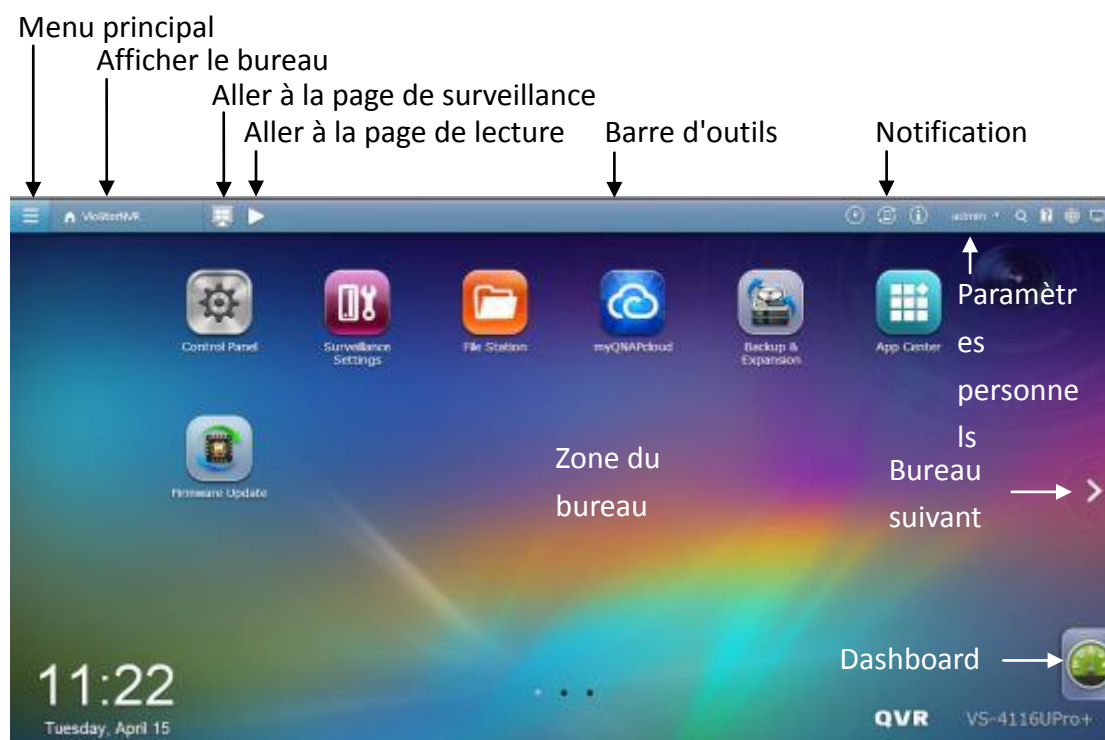 Menu principal
Afficher le bureau
Aller à la page de surveillance
Aller à la page de lecture
Barre d'outils
Notification
VioStorNVR
admin
Control Panel
Surveillance
Settings
File Station
myQNAPcloud
Backup &
Expansion
App Center
Paramètr
es
personne
ls
Firmware Update
Zone du
bureau
Bureau
suivant
Dashboard
11:22
Tuesday, April 15
QVR
VS-4116UPro+